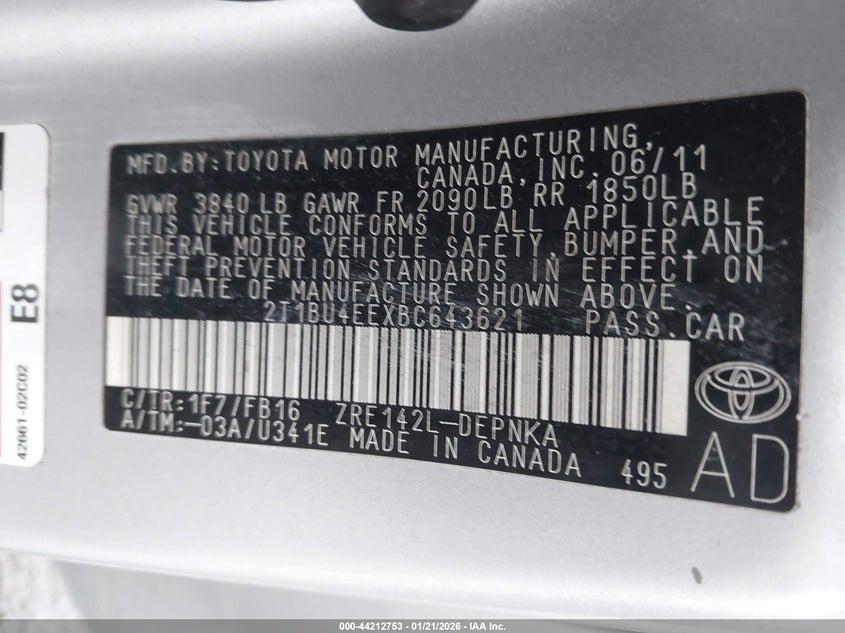 MFD.BY:TOYOTA MOTOR MANUFACTURING,
CANADA,INC. 06/11
GVWR 3840 LB GAWR FR 2090LB RR 1850LB
THIS VEHICLE CONFORMS TO ALL APPLICABLE
FEDERAL MOTOR VEHICLE SAFETY,BUMPER,AND
THEFT PREVENTION STANDARDS IN EFFECT ON
THE DATE OF MANUFACTURE SHOWN ABOVE.
2T1BU4EEXBC643621 PASS.CAR
C/TR:1F7/FB16 ZRE142L-DEPNKA
A/TM:-03A/U341E MADE IN CANADA 495
AD
E8
42661-02C02
000-44212753 - 01/21/2026 - IAA Inc.